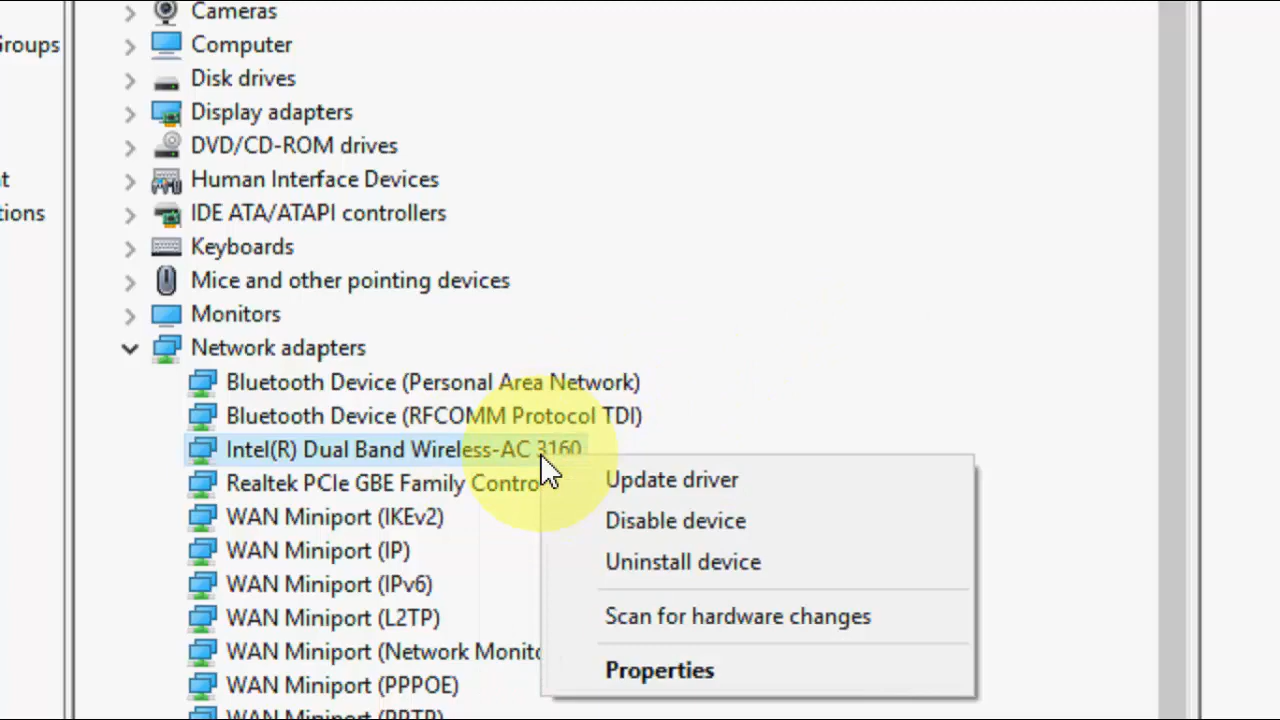 Cameras
Groups
Computer
Disk drives
Display adapters
DVD/CD-ROM drives
t
Human Interface Devices
tions
IDE ATA/ATAPI controllers
Keyboards
Mice and other pointing devices
Monitors
Network adapters
Bluetooth Device (Personal Area Network)
Bluetooth Device (RFCOMM Protocol TDI)
Intel(R) Dual Band Wireless-AC 3160
Realtek PCIe GBE Family Contro
WAN Miniport (IKEv2)
WAN Miniport (IP)
WAN Miniport (IPv6)
WAN Miniport (L2TP)
WAN Miniport (Network Monito
WAN Miniport (PPPOE)
WAN Miniport (PPTP)
Update driver
Disable device
Uninstall device
Scan for hardware changes
Properties